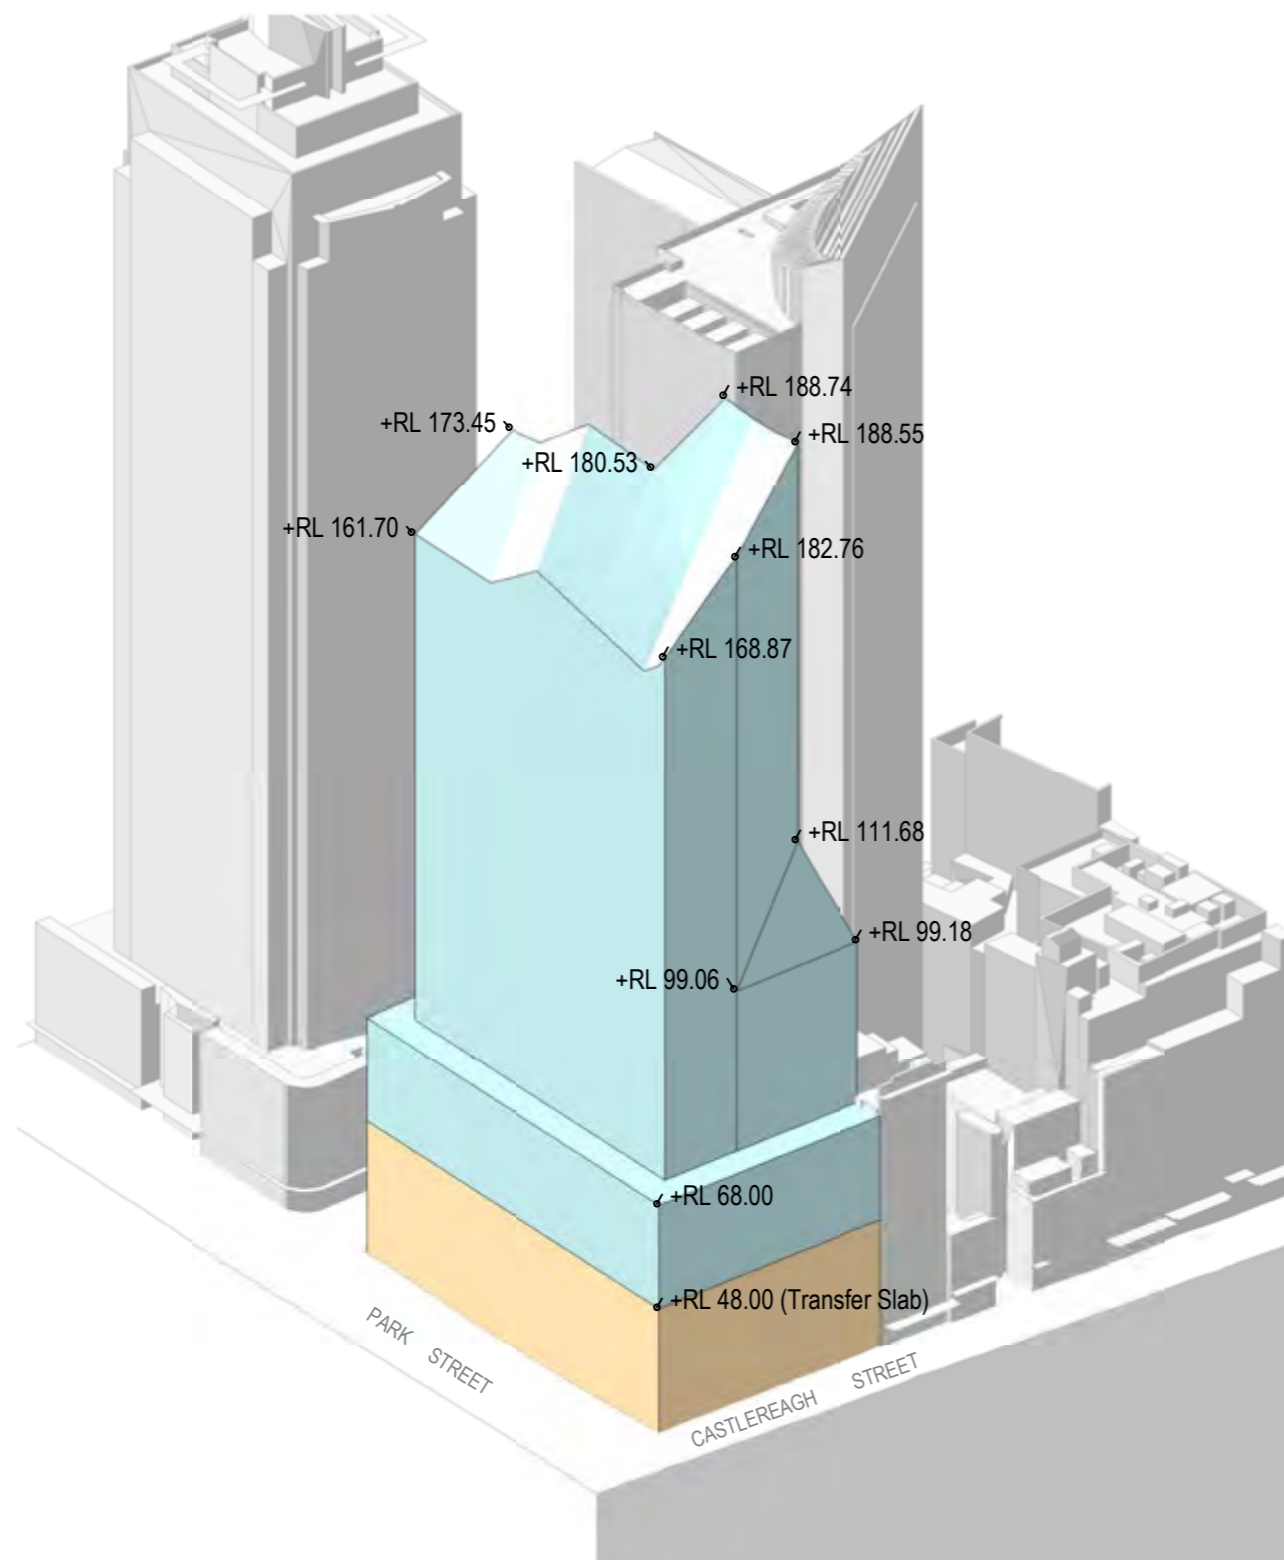 +RL 188.74
+RL 173.45
+RL 188.55
+RL 180.53
+RL 161.70
+RL 182.76
+RL 168.87
+RL 111.68
+RL 99.18
+RL 99.06
+RL 68.00
+RL 48.00 (Transfer Slab)
PARK STREET
CASTLEREAGH STREET